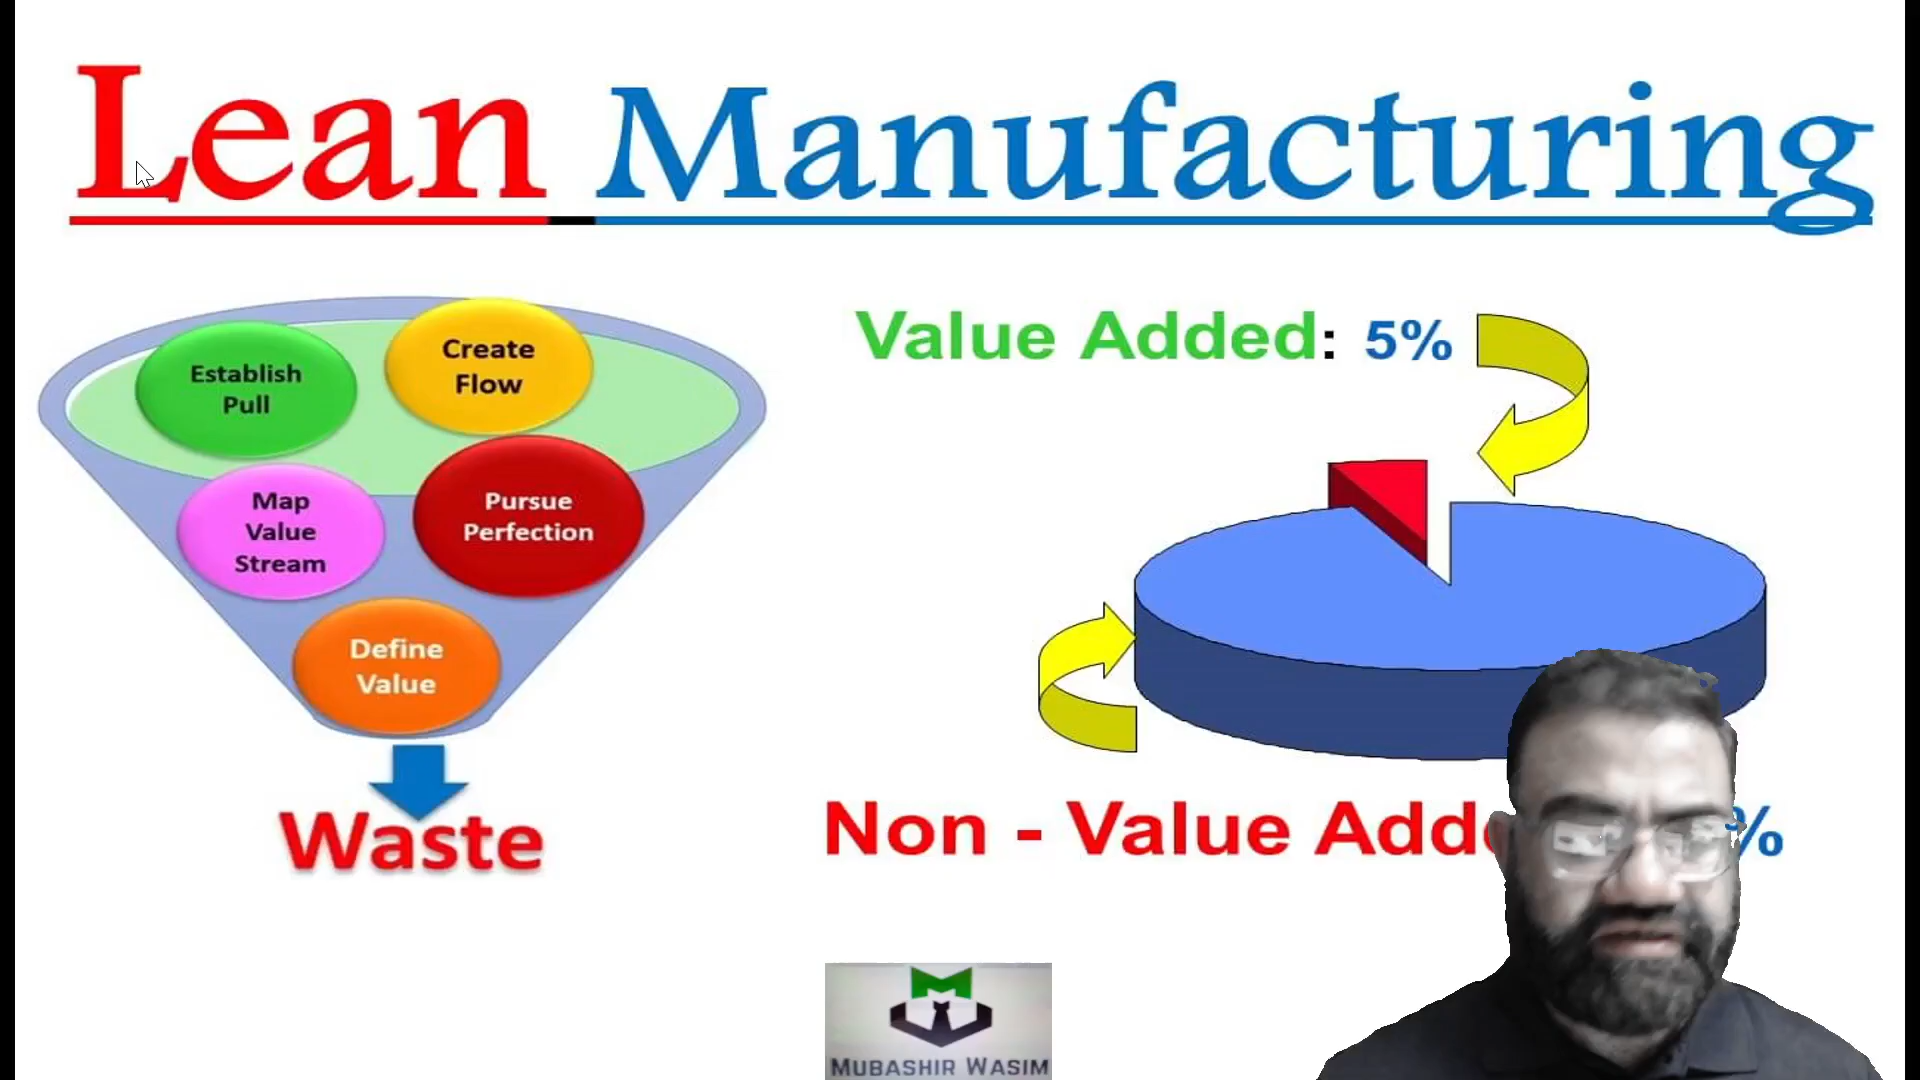 Lean Manufacturing
Establish
Pull
Create
Flow
Map
Value
Stream
Pursue
Perfection
Define
Value
Waste
Value Added: 5%
Non - Value Add
%
MUBASHIR WASIM